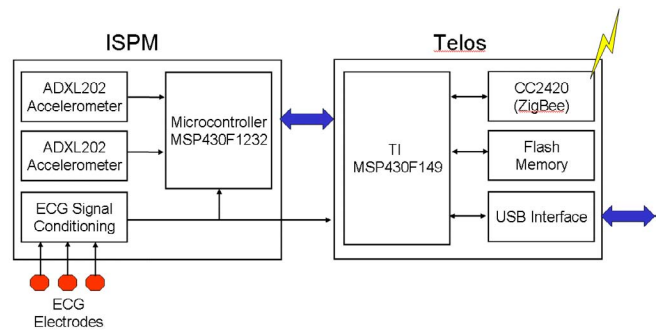 ISPM
Telos
ADXL202
Accelerometer
ADXL202
Accelerometer
Microcontroller
MSP430F1232
ECG Signal
Conditioning
ECG
Electrodes
TI
MSP430F149
CC2420
(ZigBee)
Flash
Memory
USB Interface